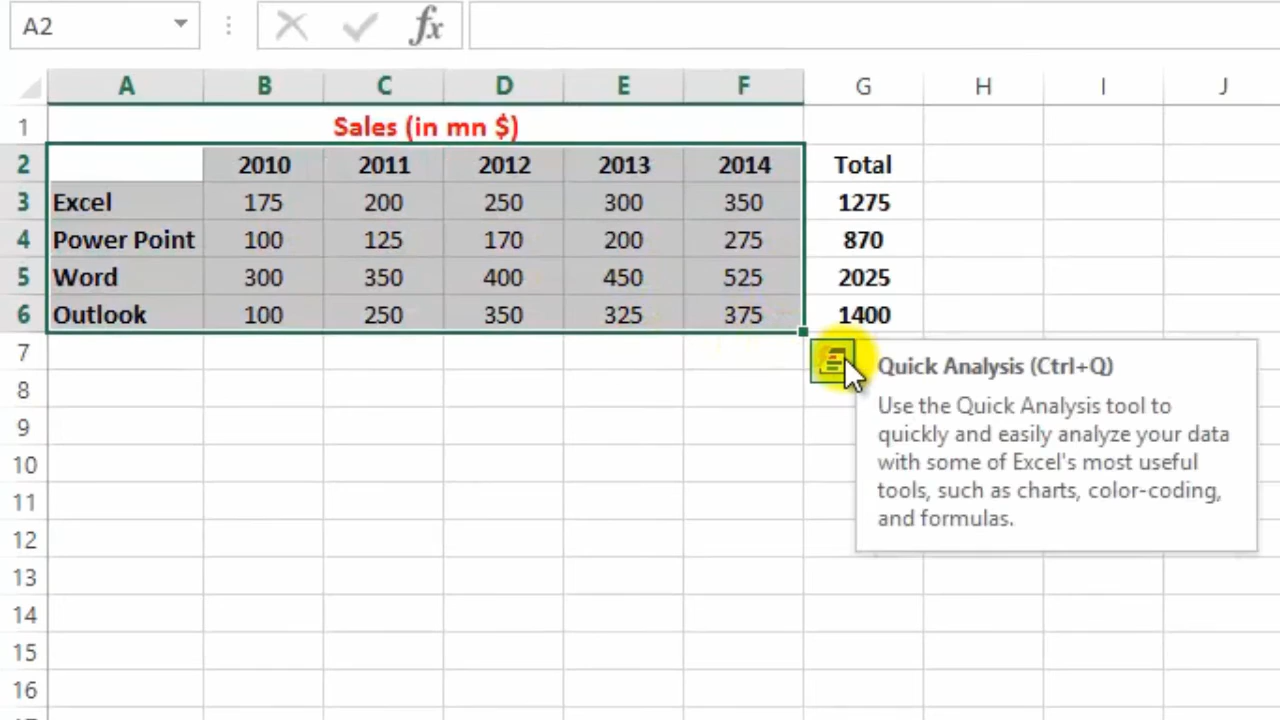 A2 fx
A B C D E F G H I J
1 Sales (in mn $)
2 2010 2011 2012 2013 2014 Total
3 Excel 175 200 250 300 350 1275
4 Power Point 100 125 170 200 275 870
5 Word 300 350 400 450 525 2025
6 Outlook 100 250 350 325 375 1400
7
Quick Analysis (Ctrl+Q)
8
Use the Quick Analysis tool to
9
quickly and easily analyze your data
10
with some of Excel's most useful
11
tools, such as charts, color-coding,
and formulas.
12
13
14
15
16